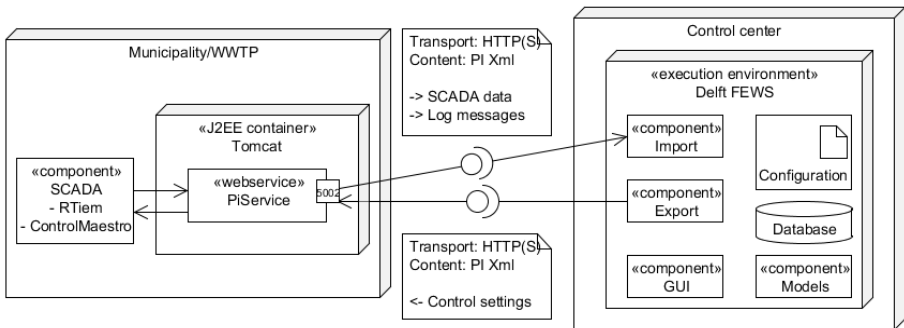 Municipality/WWTP
«J2EE container»
Tomcat
«component»
SCADA
- RTiem
- ControlMaestro
«webservice»
PiService
5002
Transport: HTTP(S)
Content: PI Xml
-> SCADA data
-> Log messages
Transport: HTTP(S)
Content: PI Xml
<- Control settings
Control center
«execution environment»
Delft FEWS
«component»
Import
Configuration
«component»
Export
Database
«component»
GUI
«component»
Models